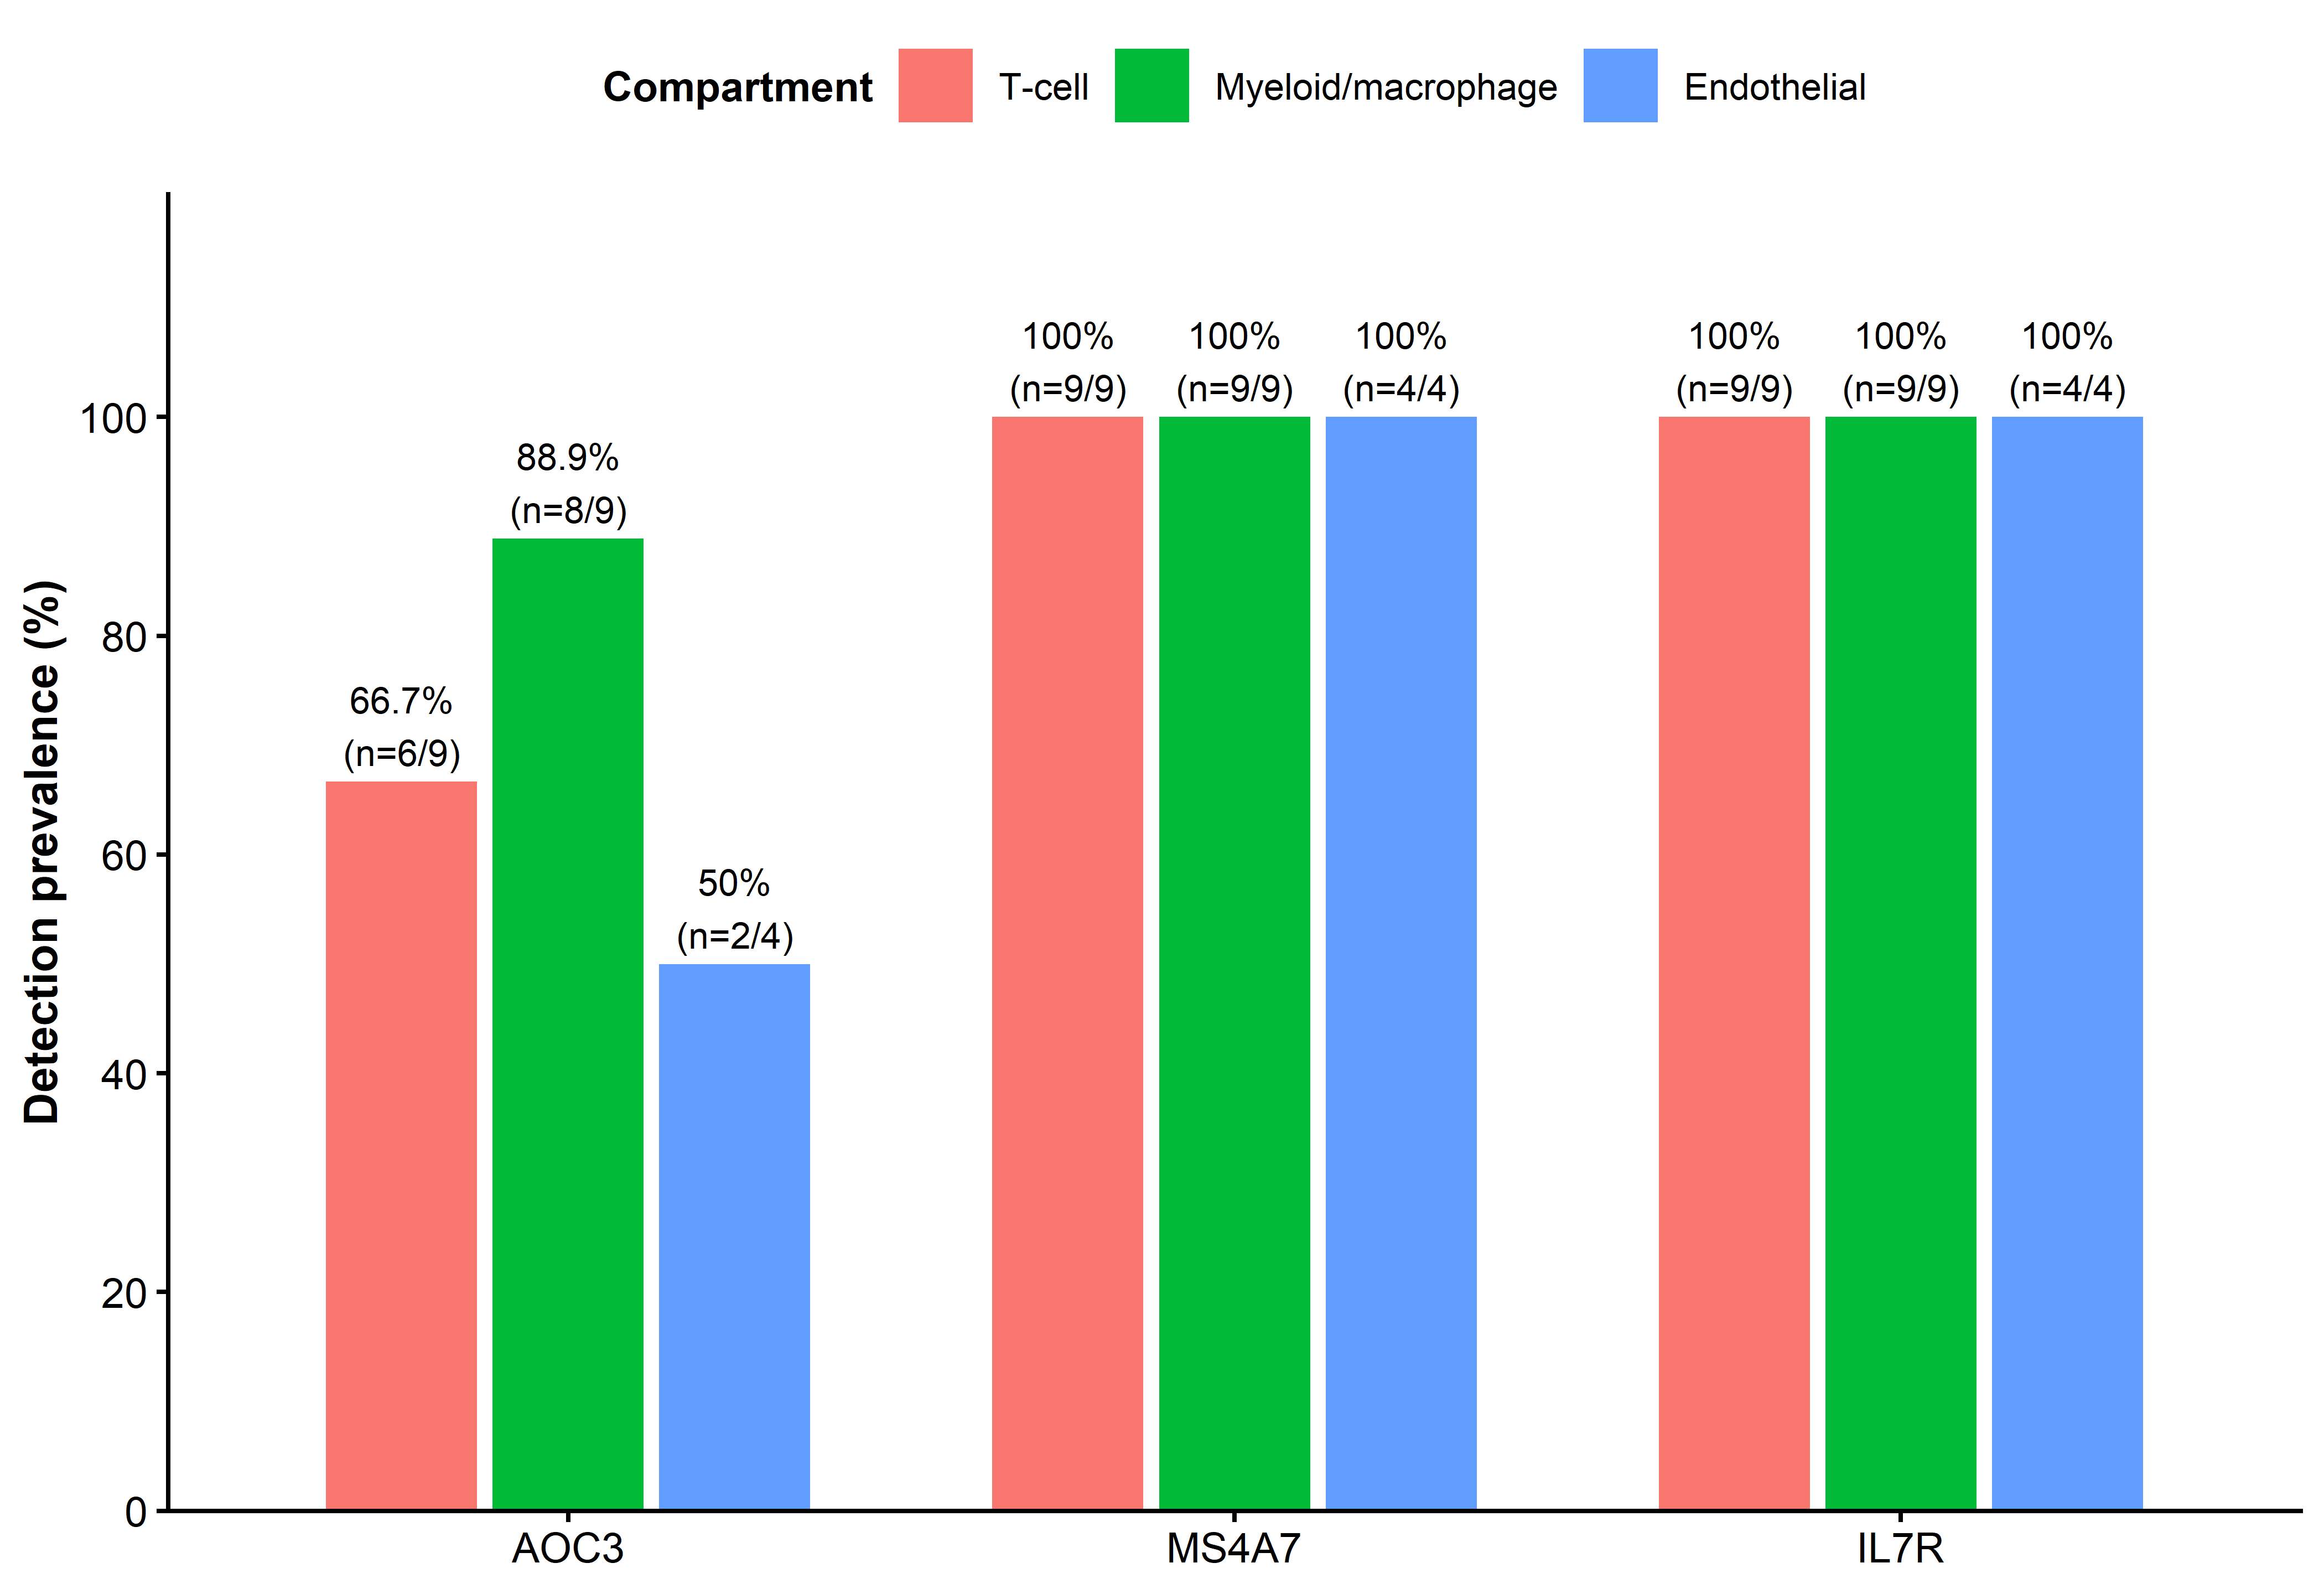 Compartment T-cell Myeloid/macrophage Endothelial
Detection prevalence (%)
100
80
60
40
20
0
66.7%
(n=6/9)
88.9%
(n=8/9)
50%
(n=2/4)
100%
(n=9/9)
100%
(n=9/9)
100%
(n=4/4)
100%
(n=9/9)
100%
(n=9/9)
100%
(n=4/4)
AOC3
MS4A7
IL7R